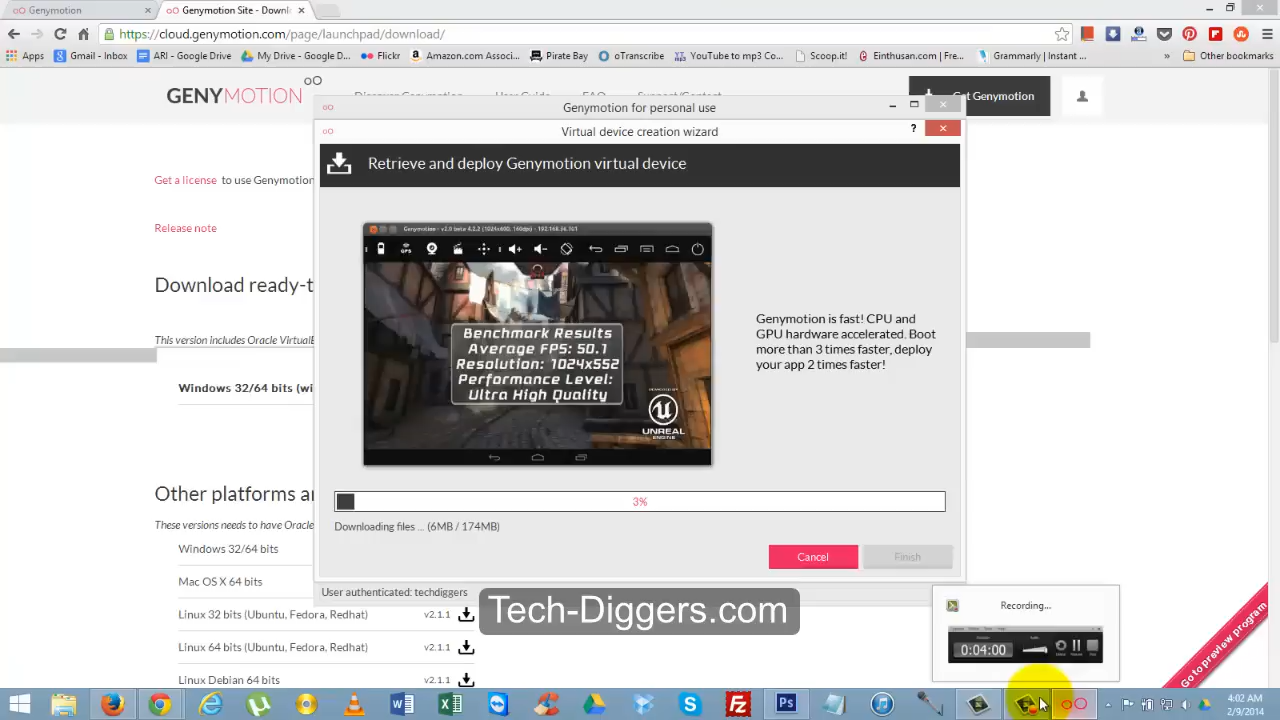 Genymotion
Genymotion Site - Downl
https://cloud.genymotion.com/page/launchpad/download/
Apps
Gmail - Inbox
ARI - Google Drive
My Drive - Google D...
Flickr
Amazon.com Assoc...
Pirate Bay
oTranscribe
YouTube to mp3 Co...
Scoop.it!
Einthusan.com | Fre...
Grammarly | Instant...
»
Other bookmarks
GENYMOTION
User Guide
FAQ
Support/Contact
Get Genymotion
Genymotion for personal use
Virtual device creation wizard
?
Retrieve and deploy Genymotion virtual device
Get a license to use Genymotion
Release note
Download ready-t
This version includes Oracle VirtualB
Windows 32/64 bits (wi
Other platforms ar
These versions needs to have Oracle
Windows 32/64 bits
Mac OS X 64 bits
Linux 32 bits (Ubuntu, Fedora, Redhat)
v2.1.1
Linux 64 bits (Ubuntu, Fedora, Redhat)
v2.1.1
Linux Debian 64 bits
v2.1.1
GPS
Benchmark Results
Average FPS: 50.1
Resolution: 1024x552
Performance Level:
Ultra High Quality
UNREAL
ENGINE
Genymotion is fast! CPU and
GPU hardware accelerated. Boot
more than 3 times faster, deploy
your app 2 times faster!
3%
Downloading files ... (6MB / 174MB)
Cancel
Finish
User authenticated: techdiggers
Tech-Diggers.com
Recording...
0:04:00
Go to preview program
4:02 AM
2/9/2014